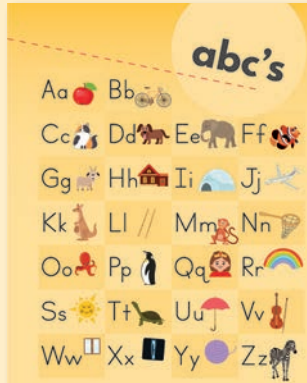 abc's
Aa Bb
Cc Dd Ee Ff
Gg Hh Ii Jj
Kk Ll Mm Nn
Oo Pp Qq Rr
Ss Tt Uu Vv
Ww Xx Yy Zz